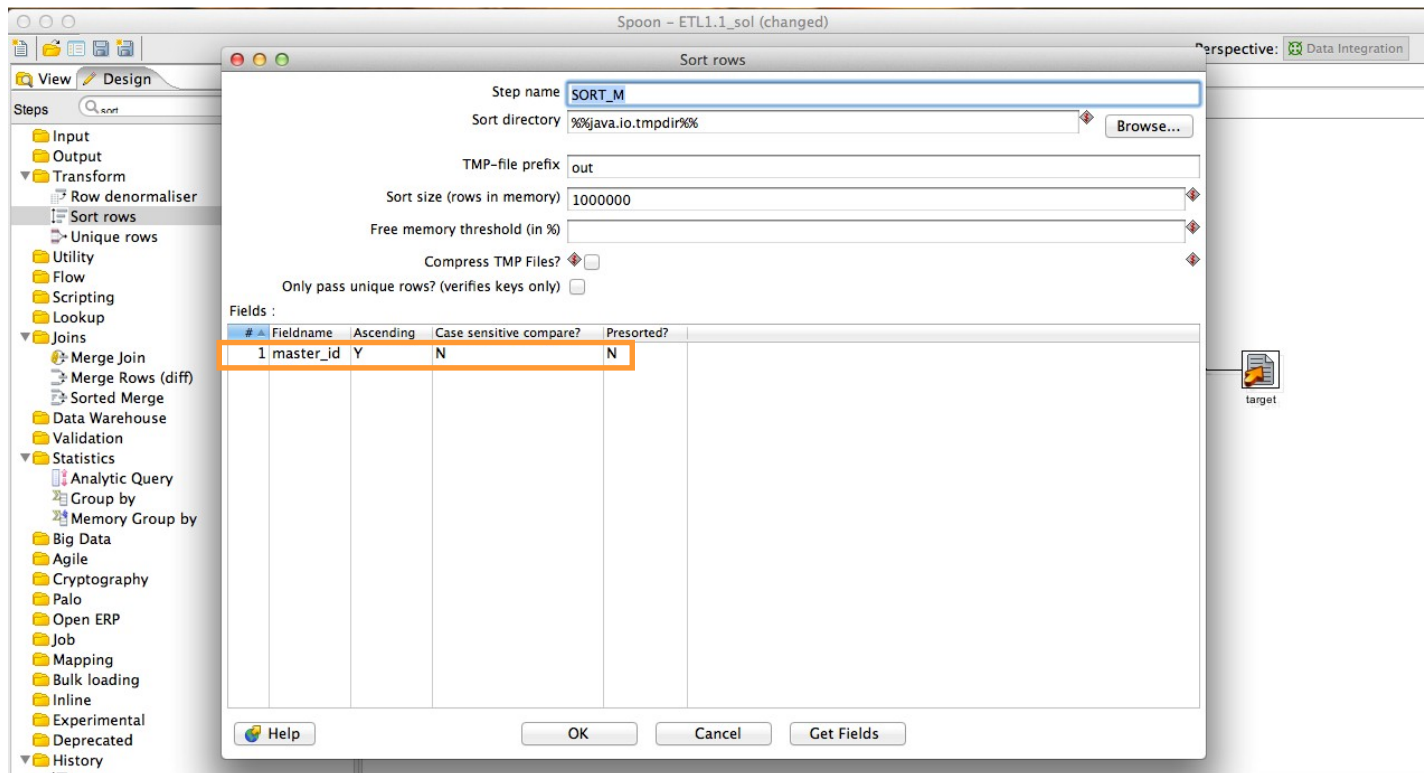 Spoon – ETL1.1_sol (changed)
Perspective: Data Integration
View Design
Steps sort
Input
Output
Transform
Row denormaliser
Sort rows
Unique rows
Utility
Flow
Scripting
Lookup
Joins
Merge Join
Merge Rows (diff)
Sorted Merge
Data Warehouse
Validation
Statistics
Analytic Query
Group by
Memory Group by
Big Data
Agile
Cryptography
Palo
Open ERP
Job
Mapping
Bulk loading
Inline
Experimental
Deprecated
History
Sort rows
Step name SORT_M
Sort directory %%java.io.tmpdir%% Browse...
TMP-file prefix out
Sort size (rows in memory) 1000000
Free memory threshold (in %)
Compress TMP Files?
Only pass unique rows? (verifies keys only)
Fields :
# Fieldname Ascending Case sensitive compare? Presorted?
1 master_id Y N N
Help OK Cancel Get Fields
target